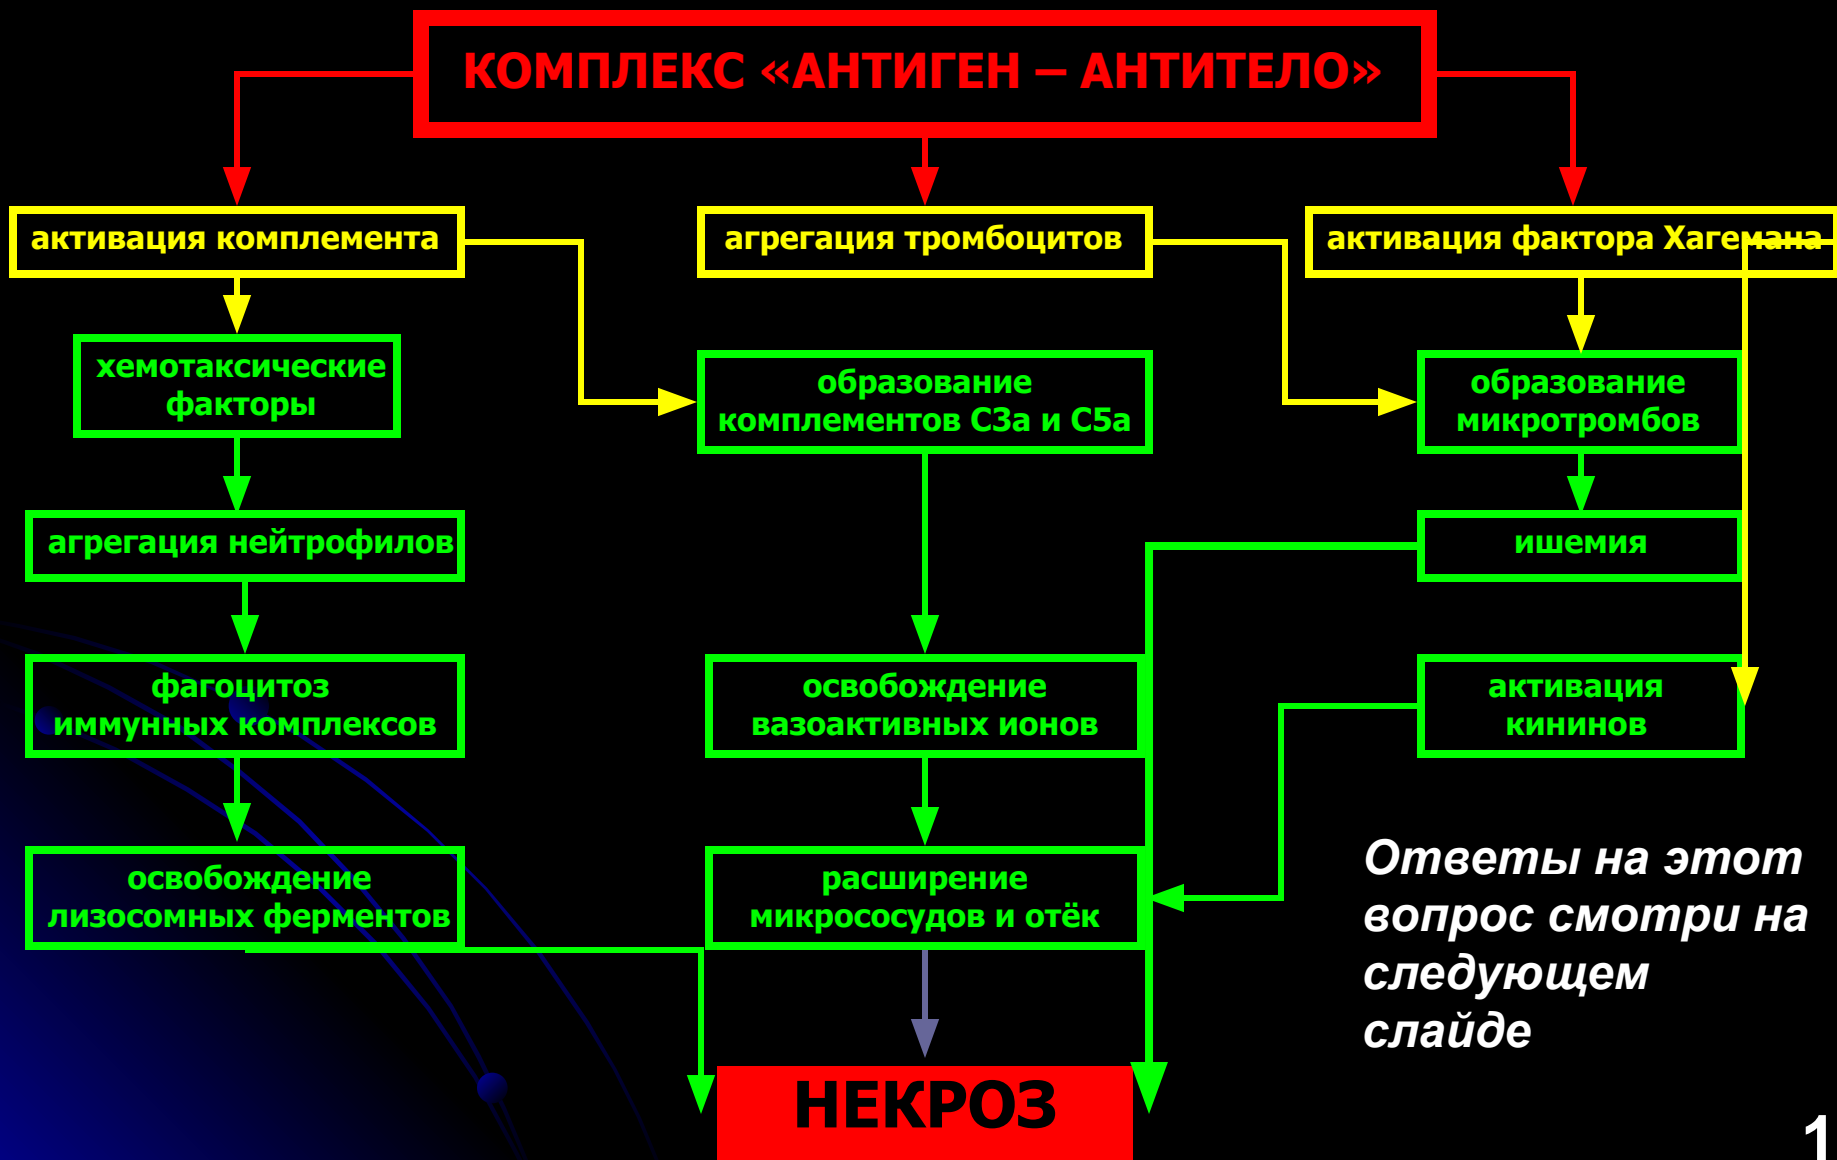 КОМПЛЕКС «АНТИГЕН – АНТИТЕЛО»
активация комплемента
агрегация тромбоцитов
активация фактора Хагемана
хемотаксические
факторы
образование
комплементов С3а и С5а
образование
микротромбов
агрегация нейтрофилов
ишемия
фагоцитоз
иммунных комплексов
освобождение
вазоактивных ионов
активация
кининов
освобождение
лизосомных ферментов
расширение
микрососудов и отёк
Ответы на этот
вопрос смотри на
следующем
слайде
НЕКРОЗ
1